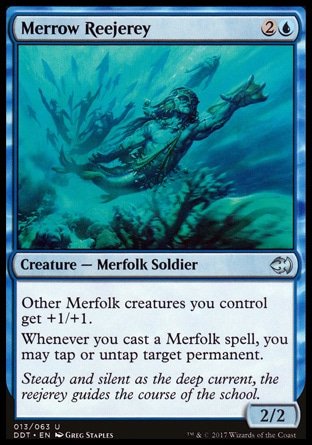 Merrow Reejerey 2
Creature — Merfolk Soldier
Other Merfolk creatures you control
get +1/+1.
Whenever you cast a Merfolk spell, you
may tap or untap target permanent.
Steady and silent as the deep current, the
reejerey guides the course of the school.
2/2
013/063 U
DDT • EN Greg Staples
™ & © 2017 Wizards of the Coast